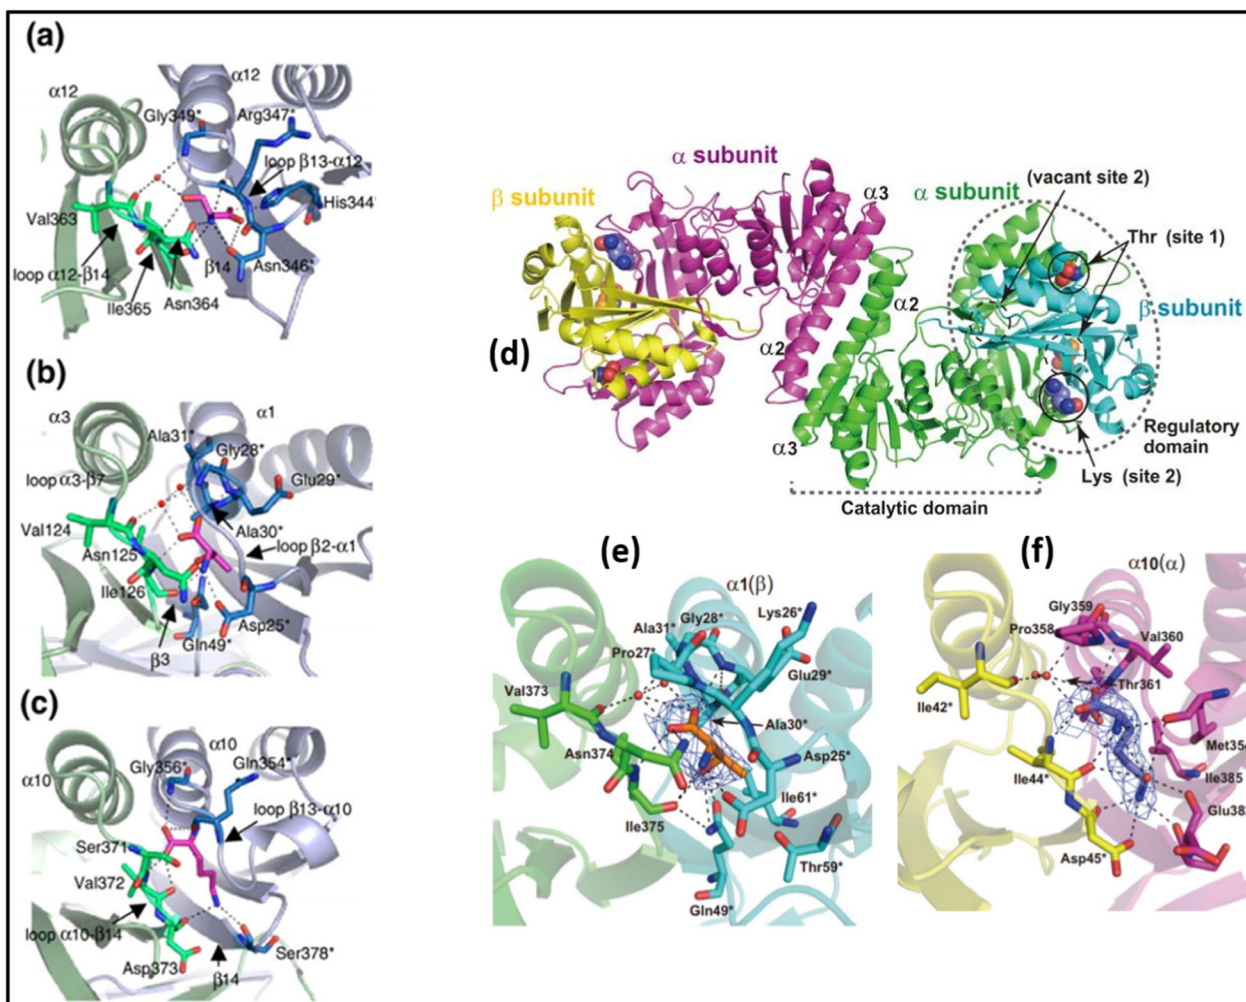 (a)
α12
α12
Gly349*
Arg347*
loop β13-α12
Val363
His344*
loop α12-β14
β14
Asn346*
Ile365
Asn364
(b)
α3
α1
Ala31*
Gly28*
loop α3-β7
Glu29*
Val124
Ala30*
Asn125
loop β2-α1
Ile126
Asp25*
β3
Gln49*
(c)
α10
α10
Gly356*
Gln354*
loop β13-α10
Ser371
Val372
loop α10-β14
Ser378*
Asp373
β14
(d)
α subunit
β subunit
α3
α subunit
(vacant site 2)
Thr (site 1)
β subunit
α2
α2
α3
Regulatory
domain
Lys (site 2)
Catalytic domain
(e)
α1(β)
Lys26*
Gly28*
Ala31*
Pro27*
Glu29*
Val373
Ala30*
Asn374
Asp25*
Ile61*
Ile375
Thr59*
Gln49*
(f)
α10(α)
Gly359
Pro358
Val360
Thr361
Ile42*
Ile44*
Ile385
Asp45*